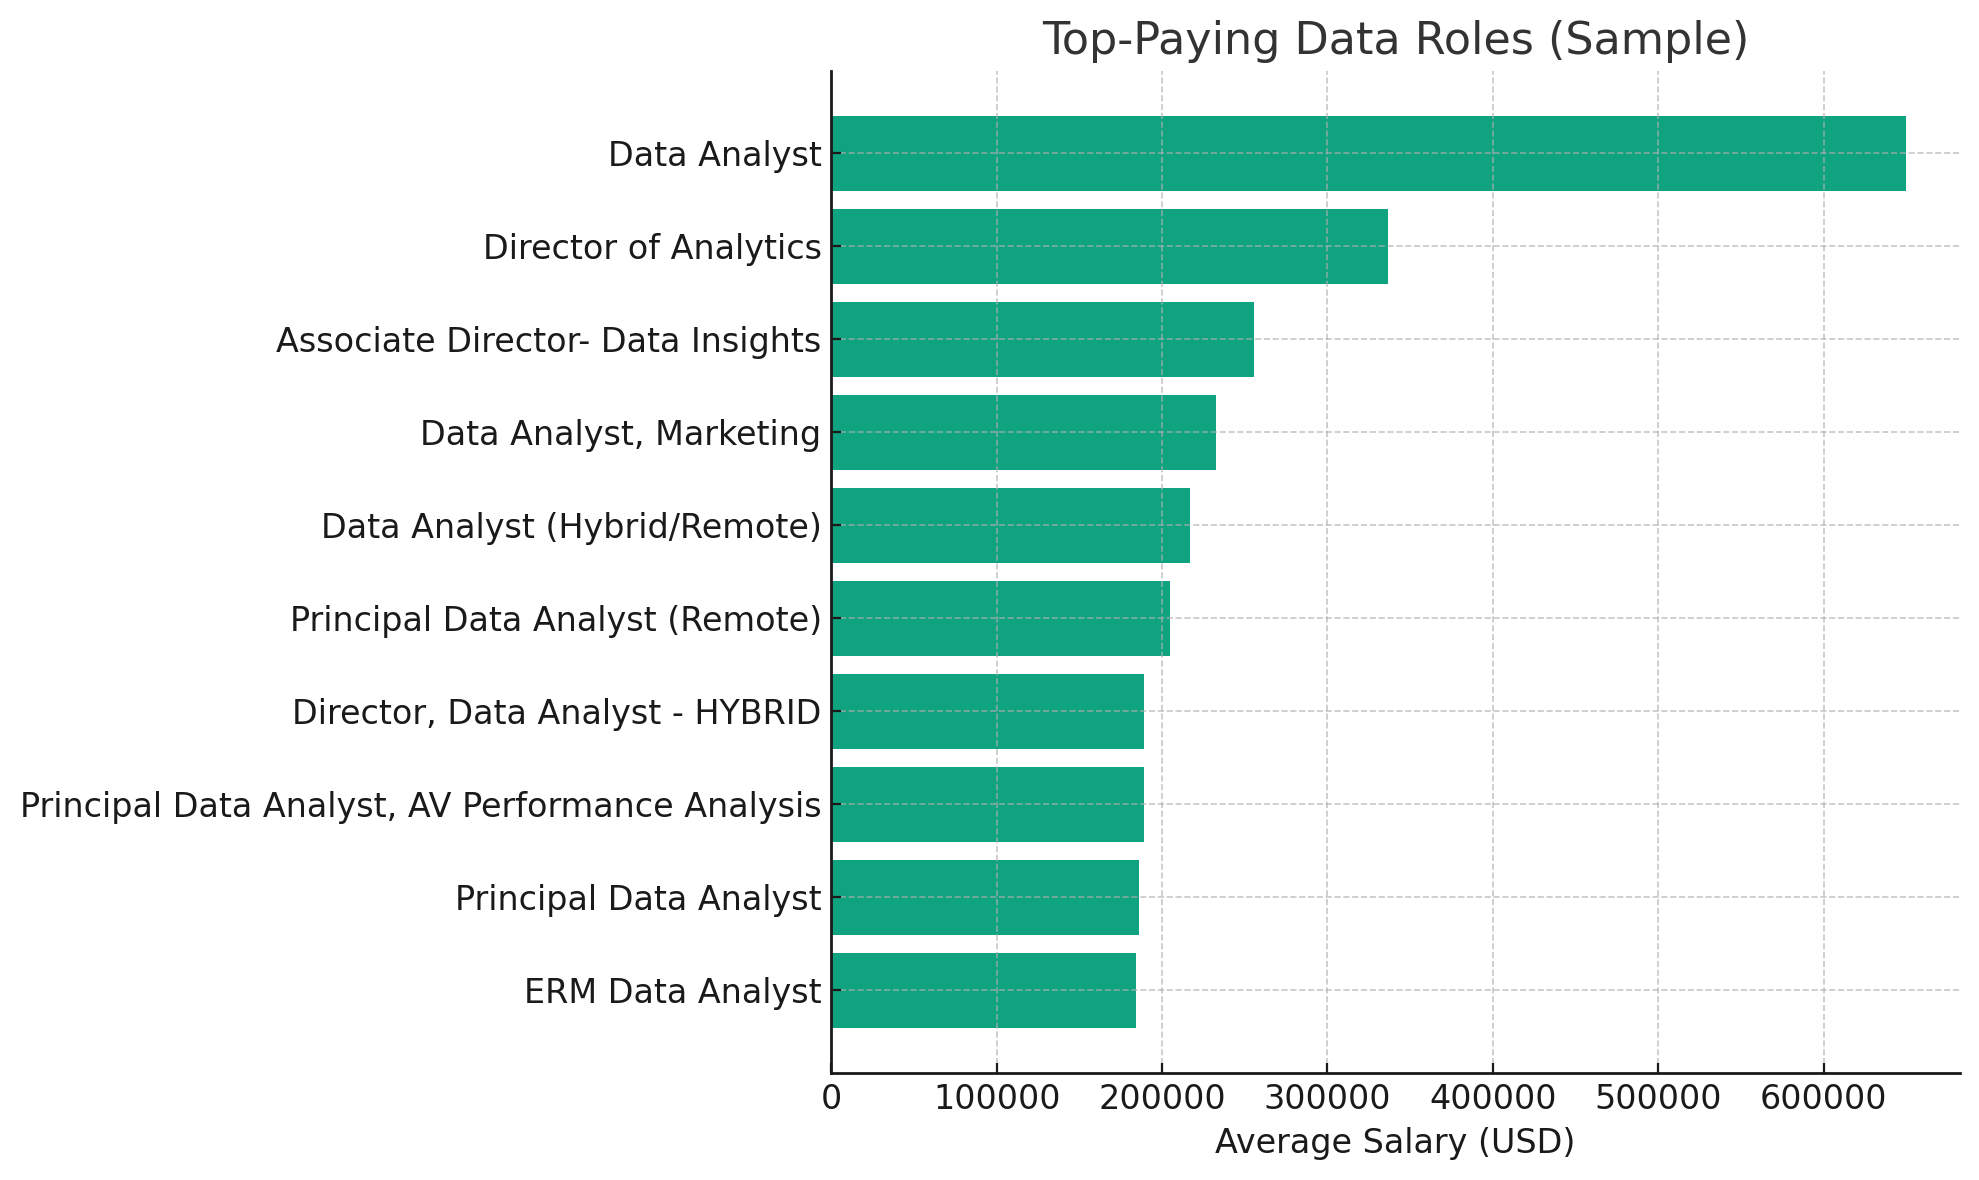 Top-Paying Data Roles (Sample)
Data Analyst
Director of Analytics
Associate Director- Data Insights
Data Analyst, Marketing
Data Analyst (Hybrid/Remote)
Principal Data Analyst (Remote)
Director, Data Analyst - HYBRID
Principal Data Analyst, AV Performance Analysis
Principal Data Analyst
ERM Data Analyst
0 100000 200000 300000 400000 500000 600000
Average Salary (USD)